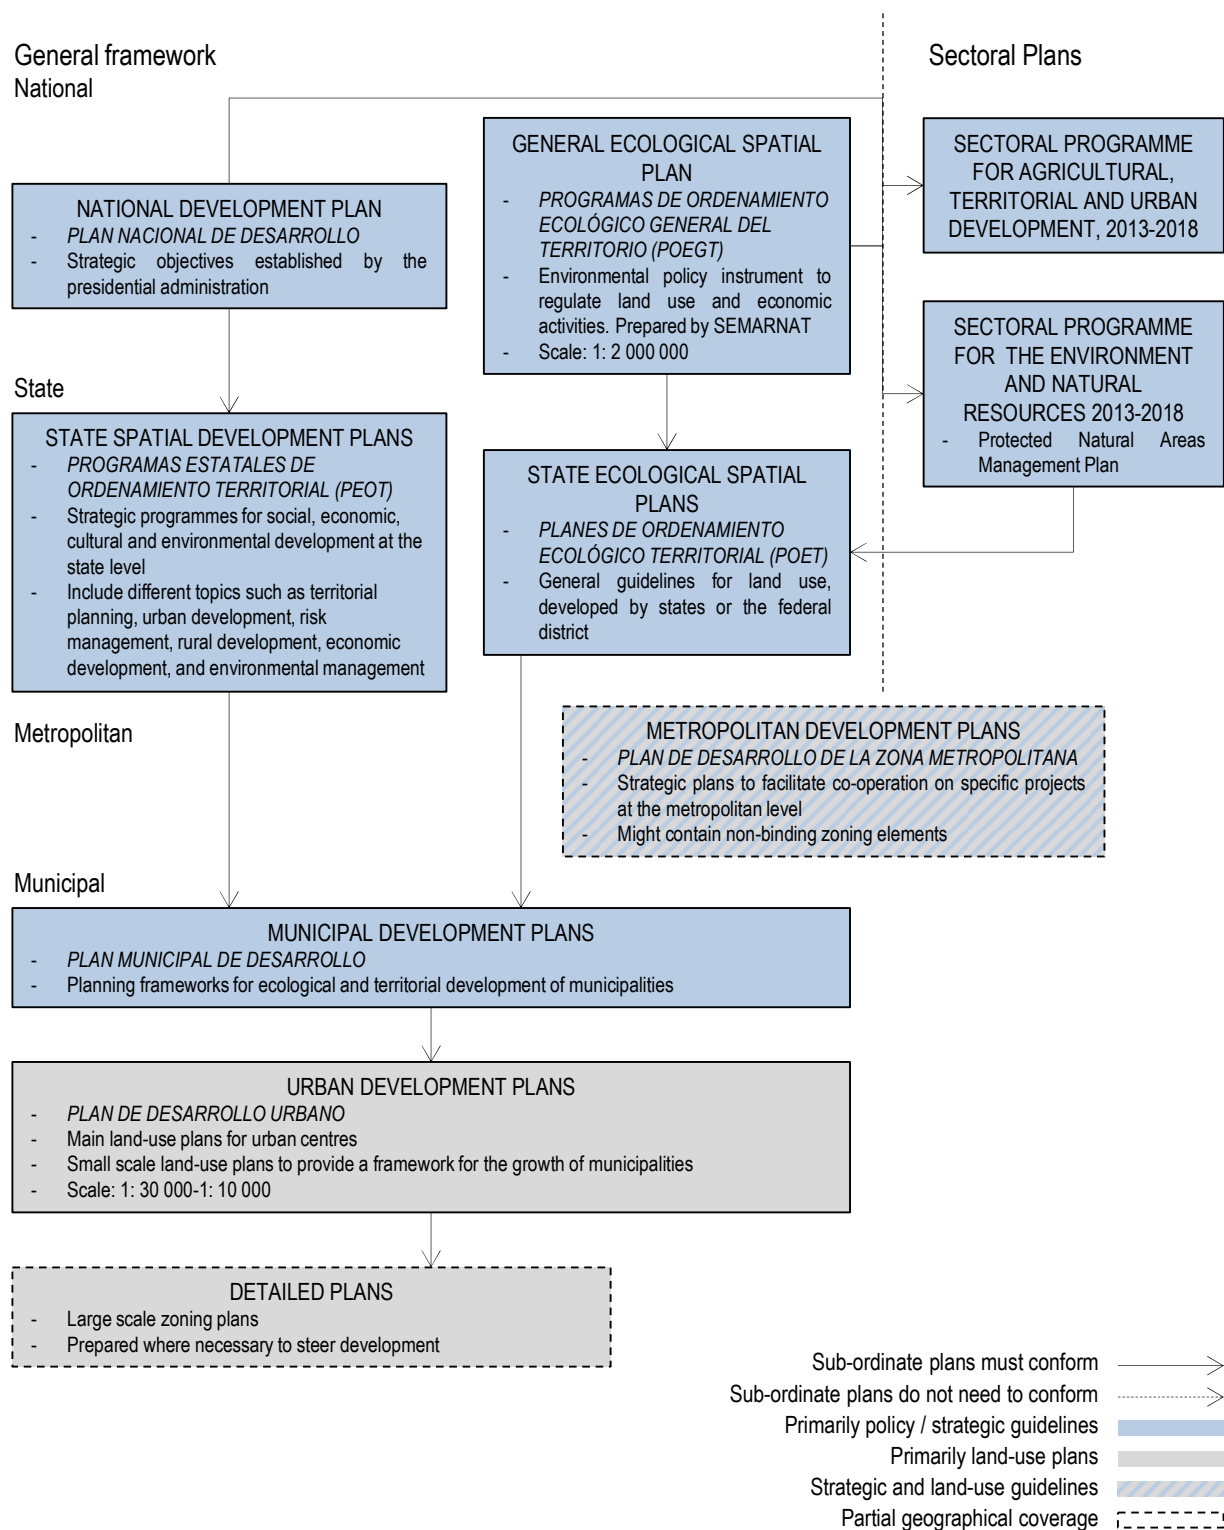 General framework
National
Sectoral Plans
NATIONAL DEVELOPMENT PLAN
- PLAN NACIONAL DE DESARROLLO
- Strategic objectives established by the
presidential administration
GENERAL ECOLOGICAL SPATIAL
PLAN
- PROGRAMAS DE ORDENAMIENTO
ECOLÓGICO GENERAL DEL
TERRITORIO (POEGT)
- Environmental policy instrument to
regulate land use and economic
activities. Prepared by SEMARNAT
- Scale: 1: 2 000 000
SECTORAL PROGRAMME
FOR AGRICULTURAL,
TERRITORIAL AND URBAN
DEVELOPMENT, 2013-2018
SECTORAL PROGRAMME
FOR THE ENVIRONMENT
AND NATURAL
RESOURCES 2013-2018
- Protected Natural Areas
Management Plan
State
STATE SPATIAL DEVELOPMENT PLANS
- PROGRAMAS ESTATALES DE
ORDENAMIENTO TERRITORIAL (PEOT)
- Strategic programmes for social, economic,
cultural and environmental development at the
state level
- Include different topics such as territorial
planning, urban development, risk
management, rural development, economic
development, and environmental management
STATE ECOLOGICAL SPATIAL
PLANS
- PLANES DE ORDENAMIENTO
ECOLÓGICO TERRITORIAL (POET)
- General guidelines for land use,
developed by states or the federal
district
Metropolitan
METROPOLITAN DEVELOPMENT PLANS
- PLAN DE DESARROLLO DE LA ZONA METROPOLITANA
- Strategic plans to facilitate co-operation on specific projects
at the metropolitan level
- Might contain non-binding zoning elements
Municipal
MUNICIPAL DEVELOPMENT PLANS
- PLAN MUNICIPAL DE DESARROLLO
- Planning frameworks for ecological and territorial development of municipalities
URBAN DEVELOPMENT PLANS
- PLAN DE DESARROLLO URBANO
- Main land-use plans for urban centres
- Small scale land-use plans to provide a framework for the growth of municipalities
- Scale: 1: 30 000-1: 10 000
DETAILED PLANS
- Large scale zoning plans
- Prepared where necessary to steer development
Sub-ordinate plans must conform
Sub-ordinate plans do not need to conform
Primarily policy / strategic guidelines
Primarily land-use plans
Strategic and land-use guidelines
Partial geographical coverage